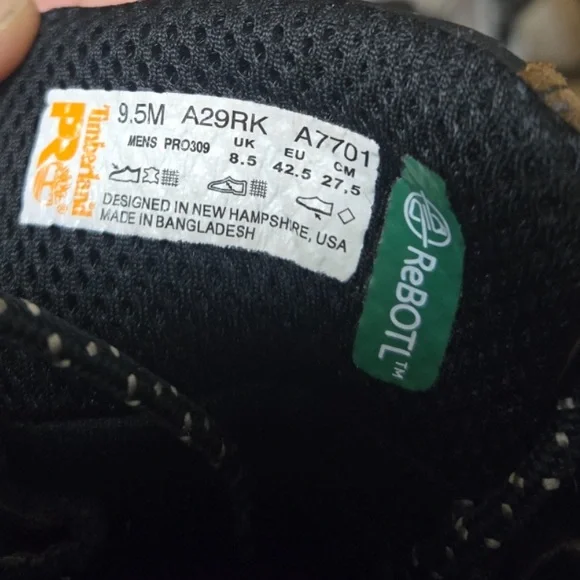 Timberland
PRO
9.5M A29RK A7701
MENS PRO309 UK EU CM
8.5 42.5 27.5
DESIGNED IN NEW HAMPSHIRE, USA
MADE IN BANGLADESH
ReBOTL™